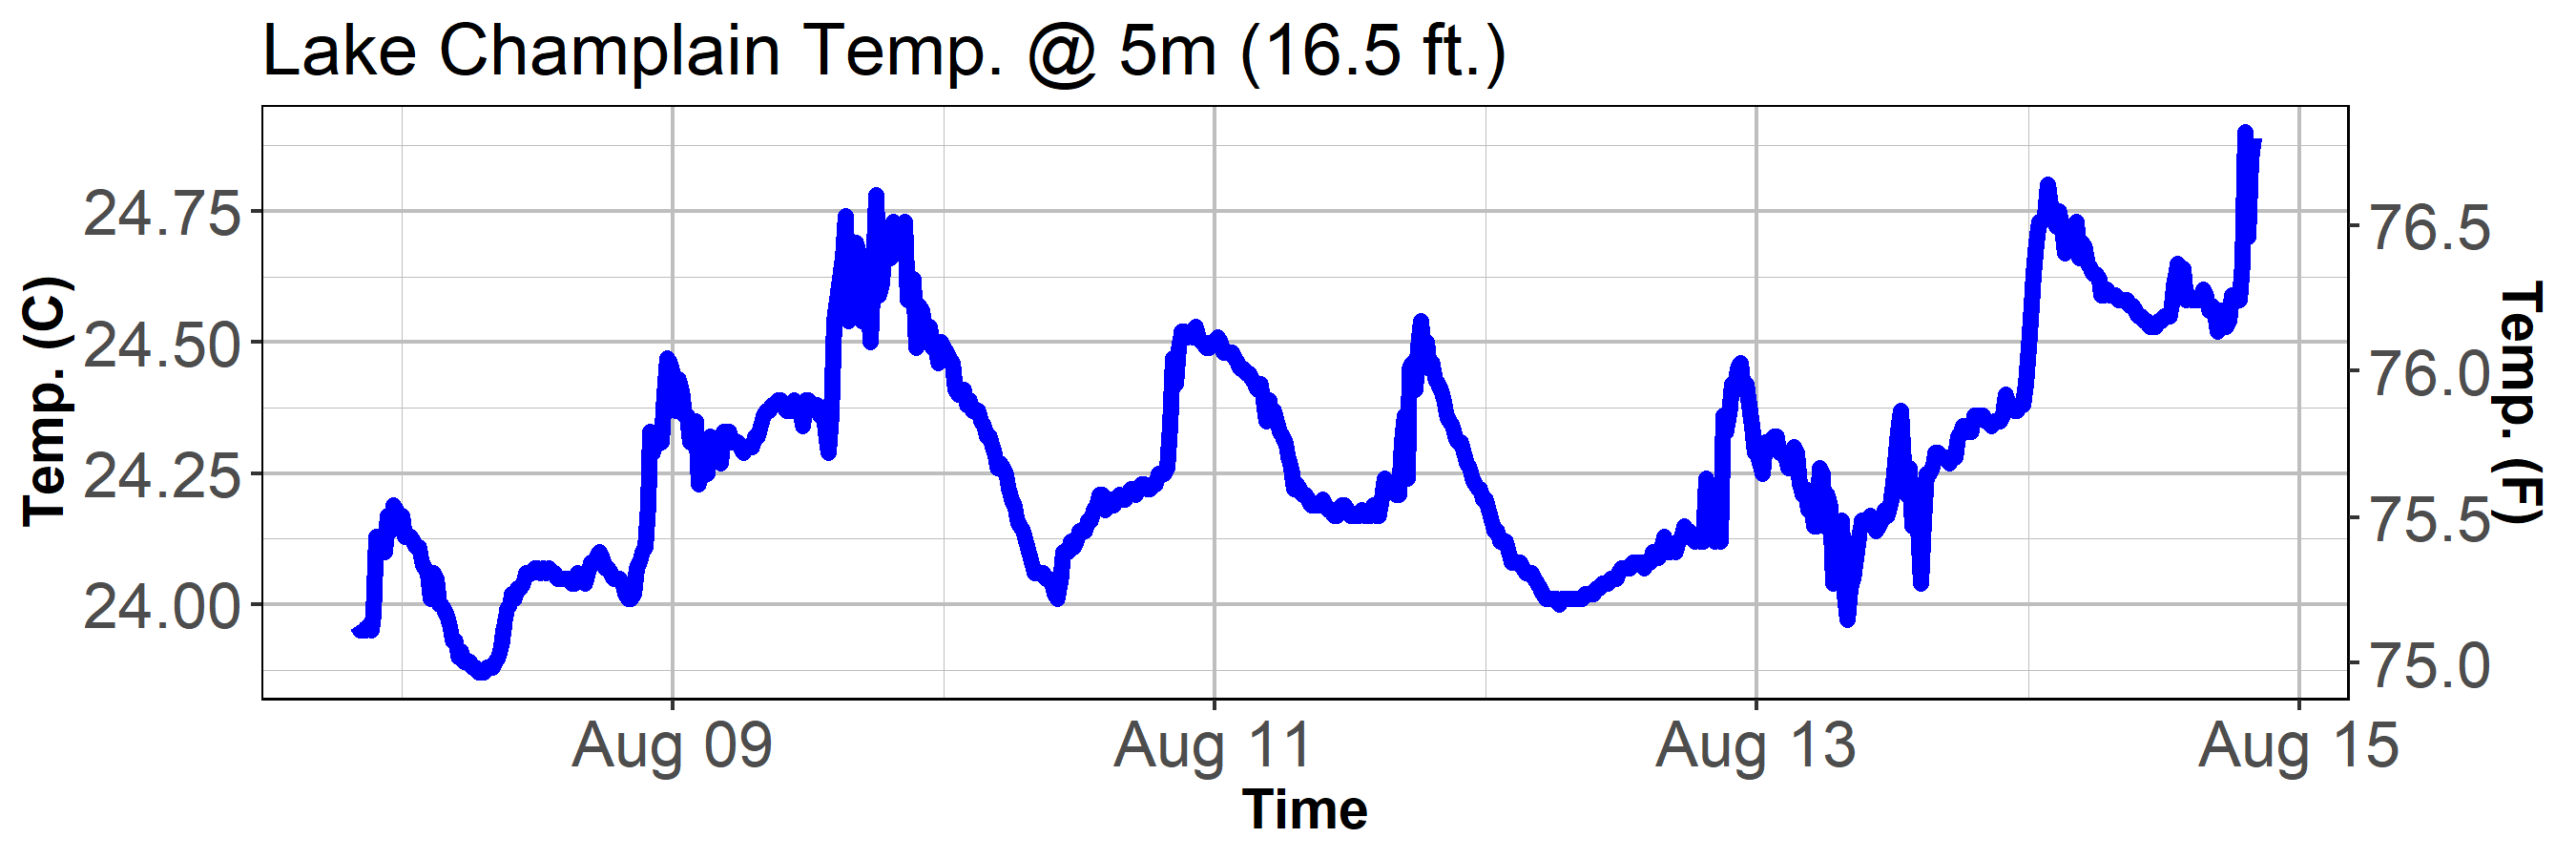 Lake Champlain Temp. @ 5m (16.5 ft.)
Temp. (C)
24.75
24.50
24.25
24.00
76.5
76.0
75.5
75.0
Temp. (F)
Aug 09 Aug 11 Aug 13 Aug 15
Time